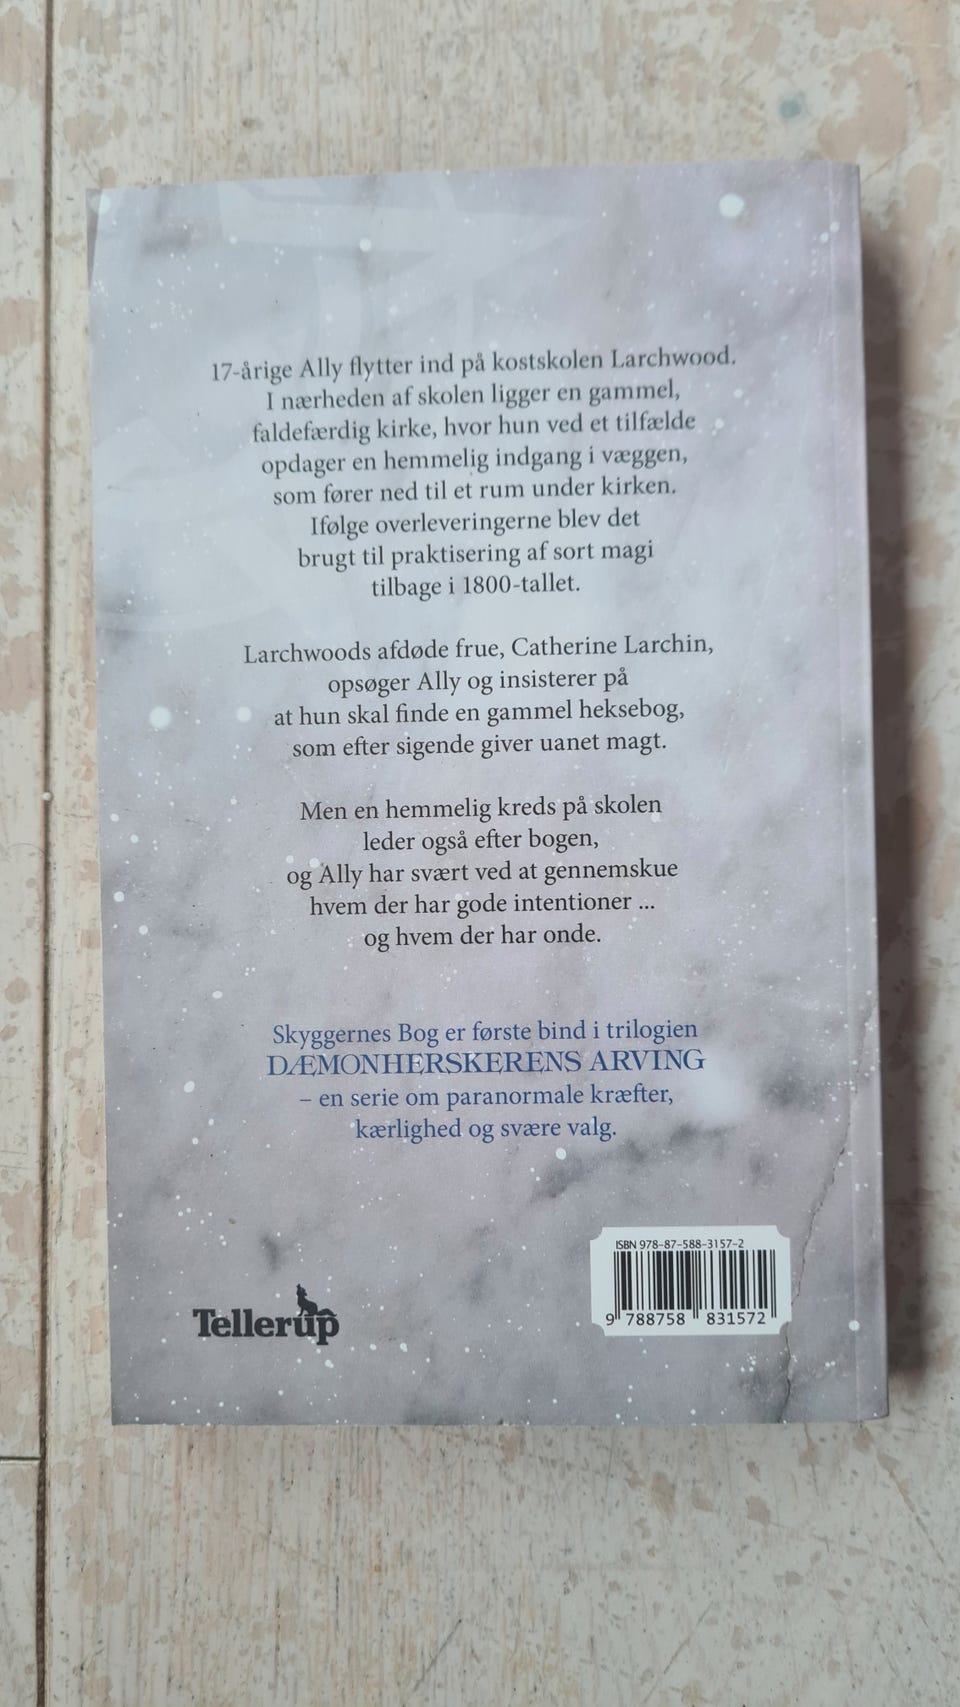 17-årige Ally flytter ind på kostskolen Larchwood.
I nærheden af skolen ligger en gammel,
faldefærdig kirke, hvor hun ved et tilfælde
opdager en hemmelig indgang i væggen,
som fører ned til et rum under kirken.
Ifølge overleveringerne blev det
brugt til praktisering af sort magi
tilbage i 1800-tallet.
Larchwoods afdøde frue, Catherine Larchin,
opsøger Ally og insisterer på
at hun skal finde en gammel heksebog,
som efter sigende giver uanet magt.
Men en hemmelig kreds på skolen
leder også efter bogen,
og Ally har svært ved at gennemskue
hvem der har gode intentioner ...
og hvem der har onde.
Skyggernes Bog er første bind i trilogien
DÆMONHERSKERENS ARVING
– en serie om paranormale kræfter,
kærlighed og svære valg.
ISBN 978-87-588-3157-2
9 788758 831572
Tellerup